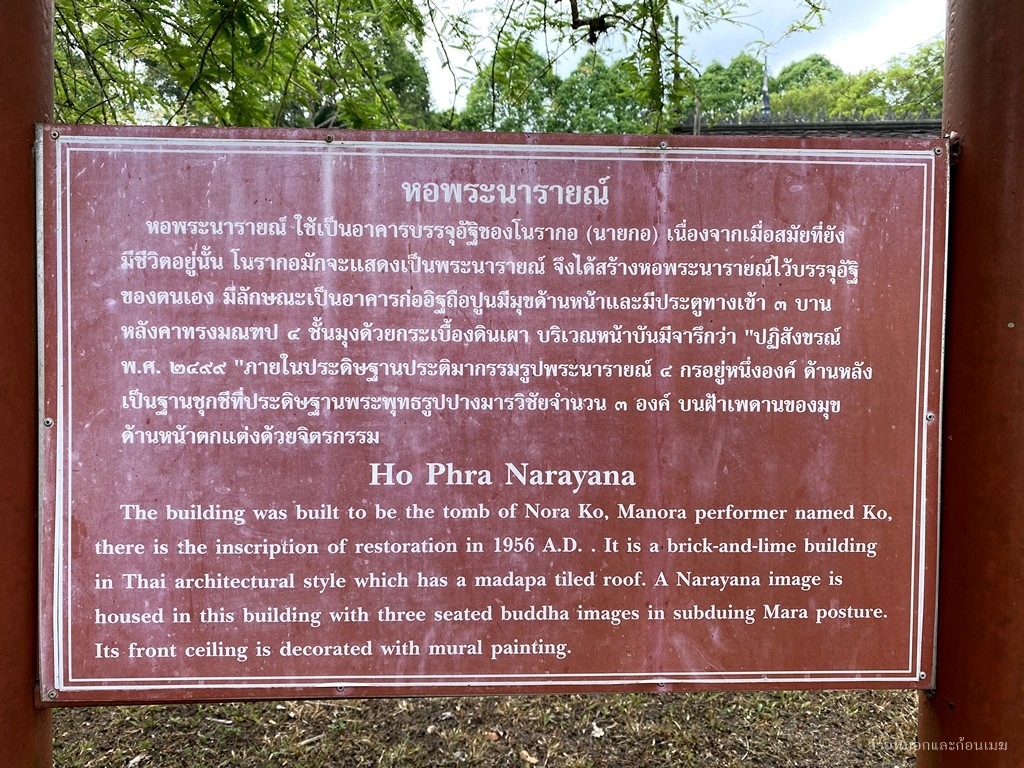 หอพระนารายณ์
หอพระนารายณ์ ใช้เป็นอาคารบรรจุอัฐิของโนรากอ (นายกอ) เนื่องจากเมื่อสมัยที่ยัง
มีชีวิตอยู่นั้น โนรากอมักจะแสดงเป็นพระนารายณ์ จึงได้สร้างหอพระนารายณ์ไว้บรรจุอัฐิ
ของตนเอง มีลักษณะเป็นอาคารก่ออิฐถือปูนมีมุขด้านหน้าและมีประตูทางเข้า ๓ บาน
หลังคาทรงมณฑป ๔ ชั้นมุงด้วยกระเบื้องดินเผา บริเวณหน้าบันมีจารึกว่า "ปฏิสังขรณ์
พ.ศ. ๒๔๙๙ "ภายในประดิษฐานประติมากรรมรูปพระนารายณ์ ๔ กรอยู่หนึ่งองค์ ด้านหลัง
เป็นฐานชุกชีที่ประดิษฐานพระพุทธรูปปางมารวิชัยจำนวน ๓ องค์ บนฝ้าเพดานของมุข
ด้านหน้าตกแต่งด้วยจิตรกรรม
Ho Phra Narayana
The building was built to be the tomb of Nora Ko, Manora performer named Ko,
there is the inscription of restoration in 1956 A.D. . It is a brick-and-lime building
in Thai architectural style which has a madapa tiled roof. A Narayana image is
housed in this building with three seated buddha images in subduing Mara posture.
Its front ceiling is decorated with mural painting.